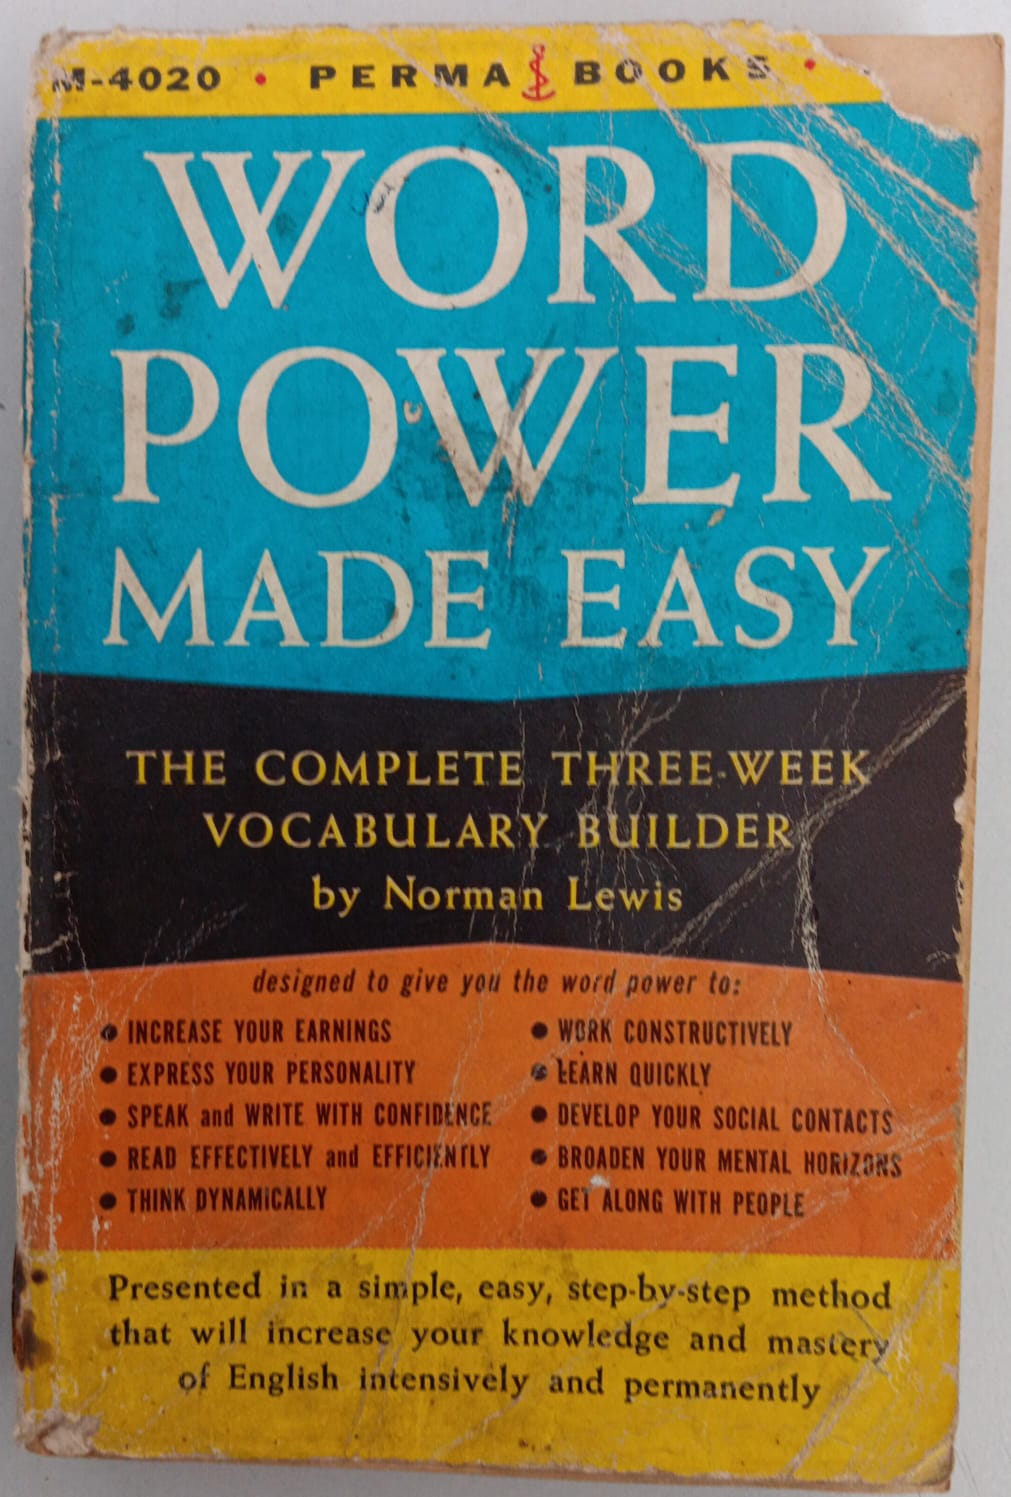 M-4020 • PERMA BOOKS •
WORD
POWER
MADE EASY
THE COMPLETE THREE-WEEK
VOCABULARY BUILDER
by Norman Lewis
designed to give you the word power to:
• INCREASE YOUR EARNINGS
• EXPRESS YOUR PERSONALITY
• SPEAK and WRITE WITH CONFIDENCE
• READ EFFECTIVELY and EFFICIENTLY
• THINK DYNAMICALLY
• WORK CONSTRUCTIVELY
• LEARN QUICKLY
• DEVELOP YOUR SOCIAL CONTACTS
• BROADEN YOUR MENTAL HORIZONS
• GET ALONG WITH PEOPLE
Presented in a simple, easy, step-by-step method
that will increase your knowledge and mastery
of English intensively and permanently